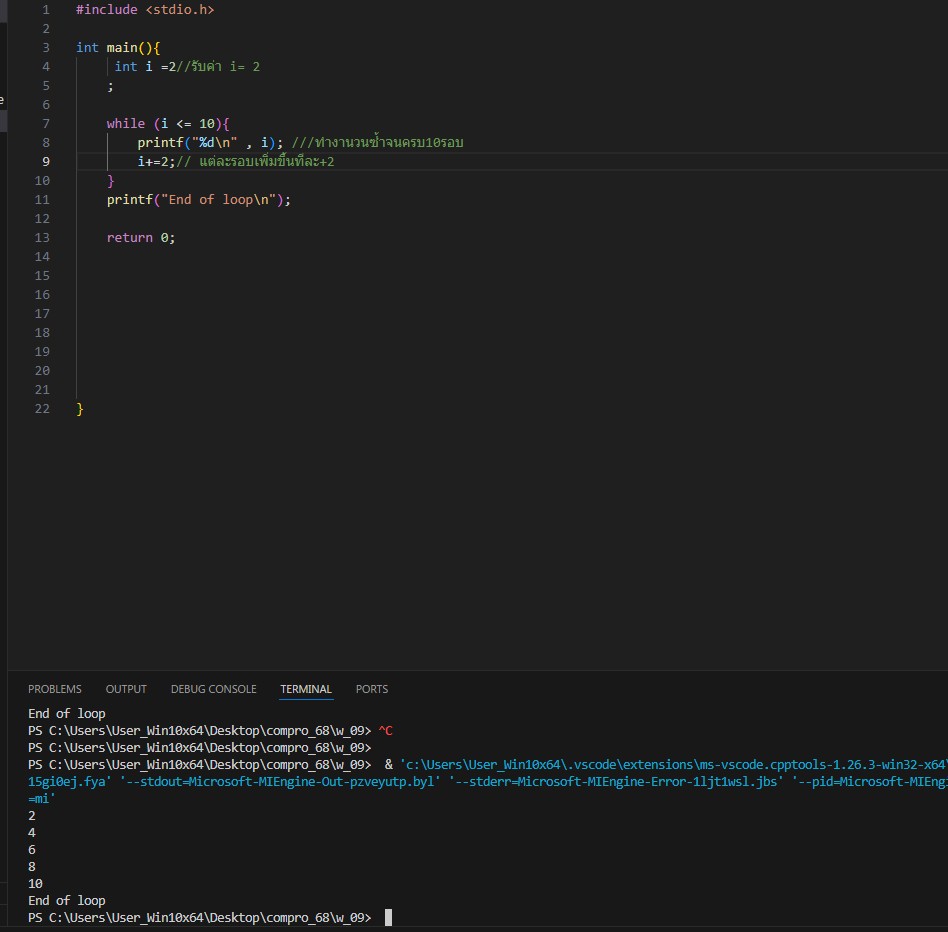 1 #include <stdio.h>
2
3 int main(){
4 int i =2//รับค่า i= 2
5 ;
6
7 while (i <= 10){
8 printf("%d\n" , i); ///ทำงานวนซ้ำจนครบ10รอบ
9 i+=2;// แต่ละรอบเพิ่มขึ้นทีละ+2
10 }
11 printf("End of loop\n");
12
13 return 0;
14
15
16
17
18
19
20
21
22 }
PROBLEMS OUTPUT DEBUG CONSOLE TERMINAL PORTS
End of loop
PS C:\Users\User_Win10x64\Desktop\compro_68\w_09> ^C
PS C:\Users\User_Win10x64\Desktop\compro_68\w_09>
PS C:\Users\User_Win10x64\Desktop\compro_68\w_09> & 'c:\Users\User_Win10x64\.vscode\extensions\ms-vscode.cpptools-1.26.3-win32-x64\
15gi0ej.fya' '--stdout=Microsoft-MIEngine-Out-pzveyutp.byl' '--stderr=Microsoft-MIEngine-Error-1ljt1wsl.jbs' '--pid=Microsoft-MIEngi
=mi'
2
4
6
8
10
End of loop
PS C:\Users\User_Win10x64\Desktop\compro_68\w_09>